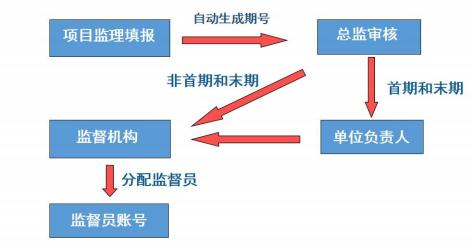 自动生成期号
项目监理填报
总监审核
非首期和末期
首期和末期
监督机构
单位负责人
分配监督员
监督员账号